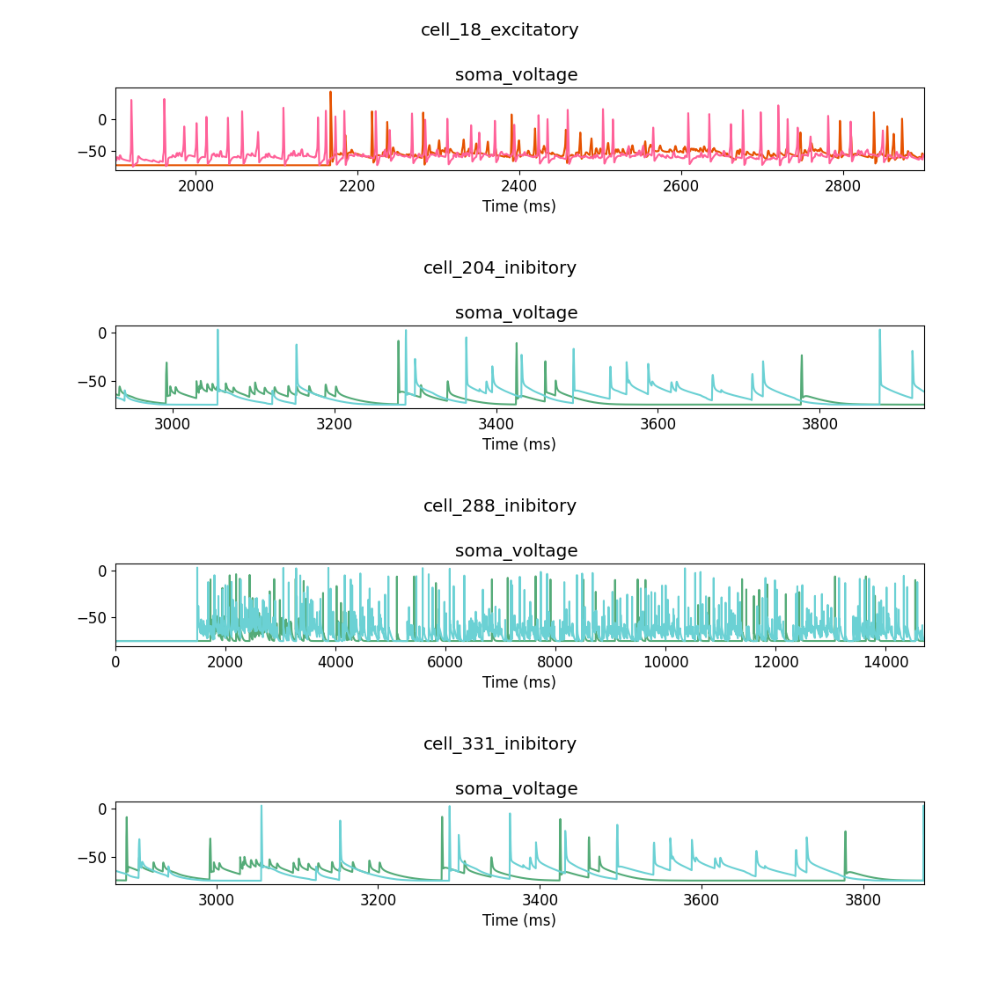 cell_18_excitatory
soma_voltage
0
−50
2000 2200 2400 2600 2800
Time (ms)
cell_204_inibitory
soma_voltage
0
−50
3000 3200 3400 3600 3800
Time (ms)
cell_288_inibitory
soma_voltage
0
−50
0 2000 4000 6000 8000 10000 12000 14000
Time (ms)
cell_331_inibitory
soma_voltage
0
−50
3000 3200 3400 3600 3800
Time (ms)